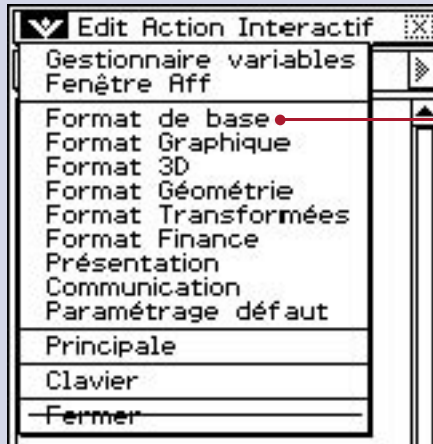 Edit Action Interactif
Gestionnaire variables
Fenêtre Aff
Format de base
Format Graphique
Format 3D
Format Géométrie
Format Transformées
Format Finance
Présentation
Communication
Paramétrage défaut
Principale
Clavier
Fermer